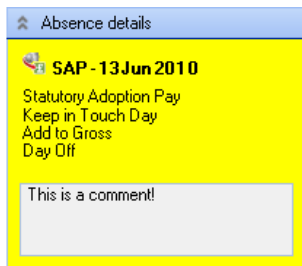 Absence details
SAP - 13 Jun 2010
Statutory Adoption Pay
Keep in Touch Day
Add to Gross
Day Off
This is a comment!